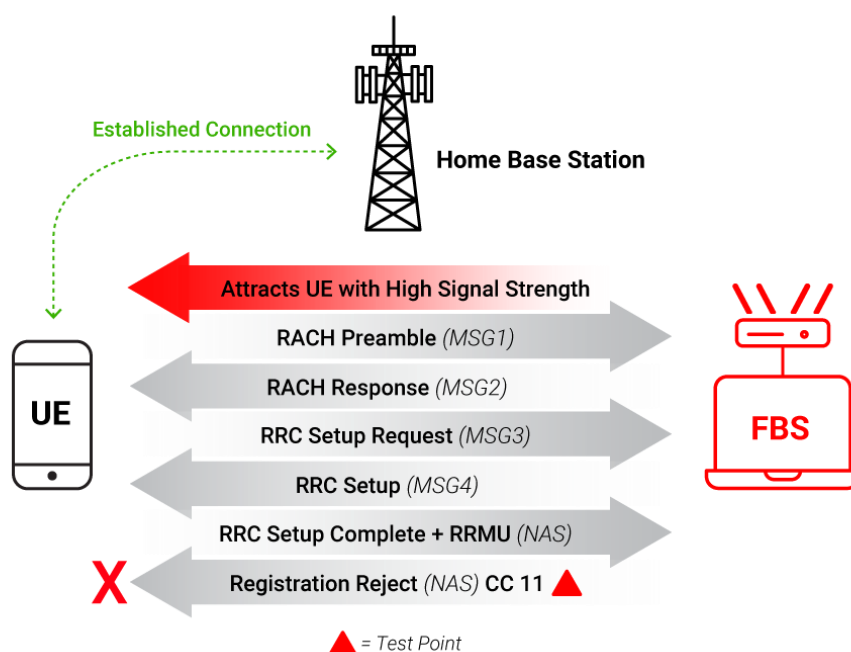 Established Connection
Home Base Station
Attracts UE with High Signal Strength
RACH Preamble (MSG1)
RACH Response (MSG2)
UE
FBS
RRC Setup Request (MSG3)
RRC Setup (MSG4)
RRC Setup Complete + RRMU (NAS)
X
Registration Reject (NAS) CC 11
= Test Point